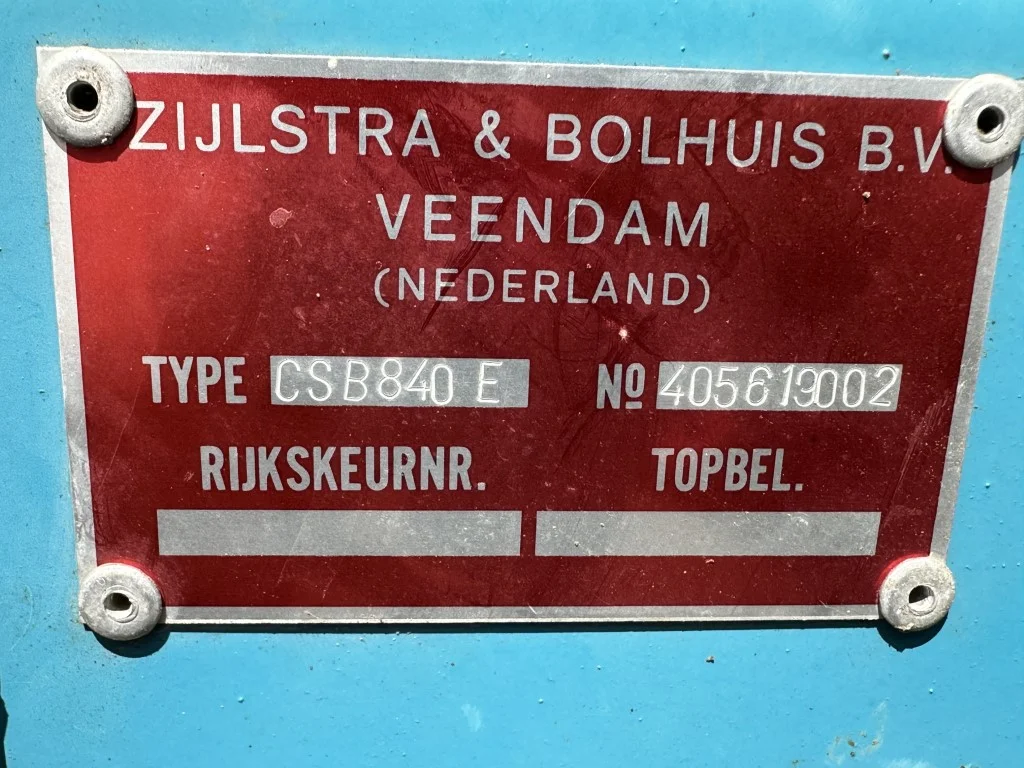 ZIJLSTRA & BOLHUIS B.V.
VEENDAM
(NEDERLAND)
TYPE CSB840 E Nº 405619002
RIJKSKEURNR. TOPBEL.